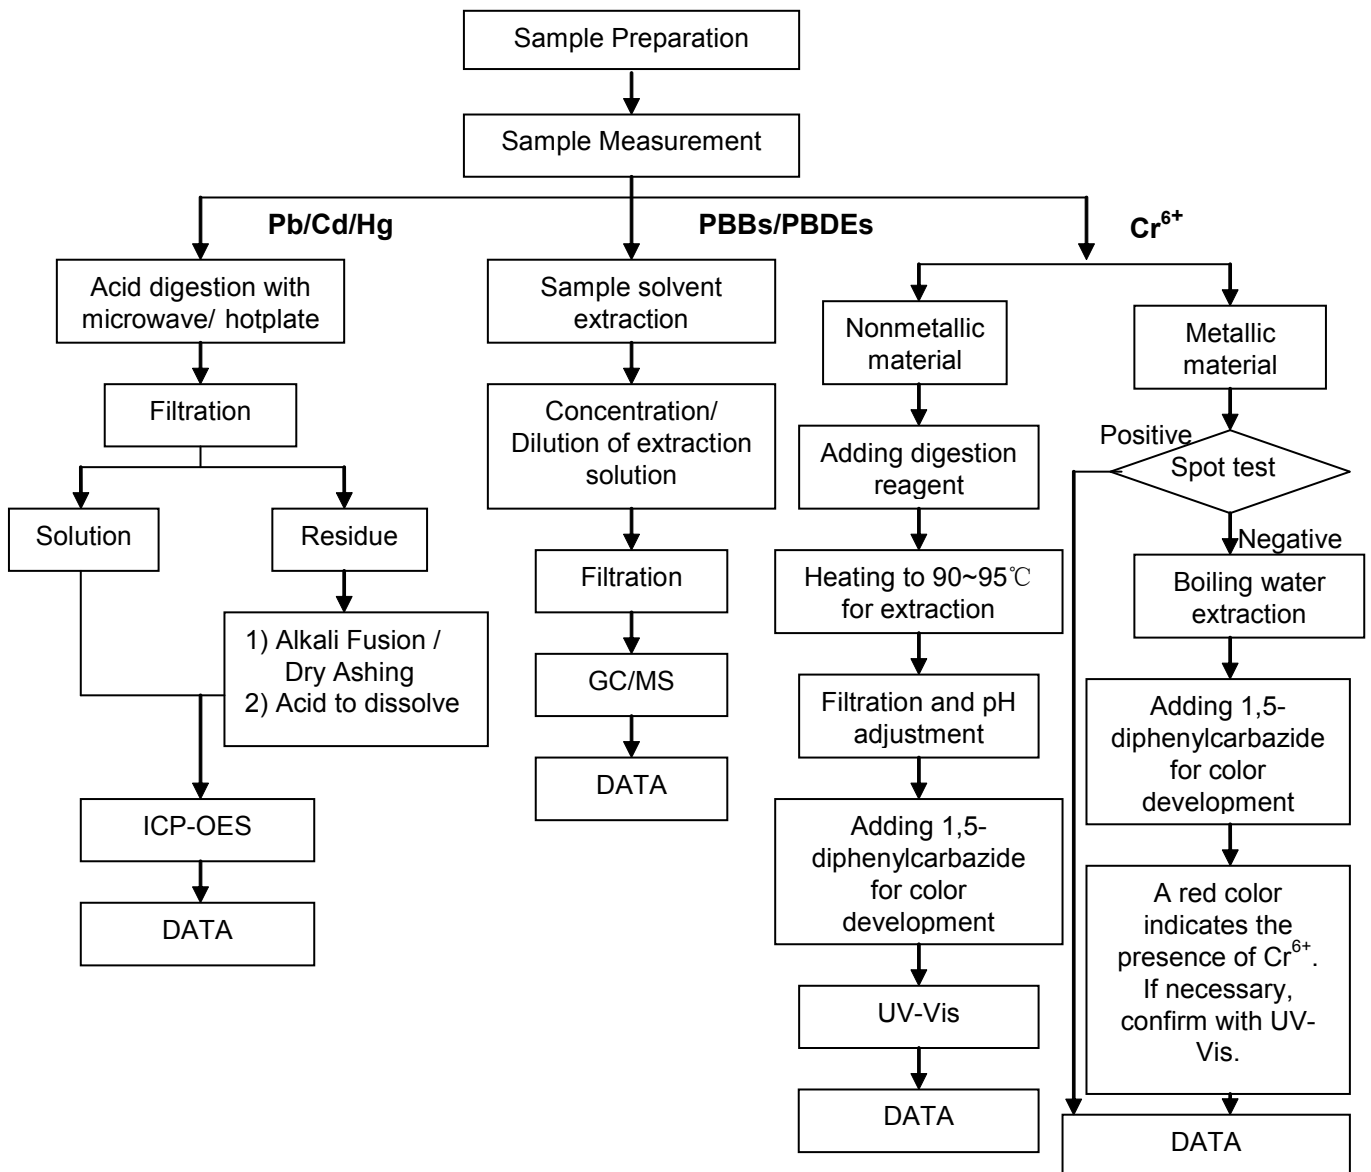 Sample Preparation
Sample Measurement
Pb/Cd/Hg
PBBs/PBDEs
Cr⁶⁺
Acid digestion with
microwave/ hotplate
Filtration
Solution
Residue
1) Alkali Fusion /
Dry Ashing
2) Acid to dissolve
ICP-OES
DATA
Sample solvent
extraction
Concentration/
Dilution of extraction
solution
Filtration
GC/MS
DATA
Nonmetallic
material
Adding digestion
reagent
Heating to 90~95℃
for extraction
Filtration and pH
adjustment
Adding 1,5-
diphenylcarbazide
for color
development
UV-Vis
DATA
Metallic
material
Positive
Spot test
Negative
Boiling water
extraction
Adding 1,5-
diphenylcarbazide
for color
development
A red color
indicates the
presence of Cr⁶⁺.
If necessary,
confirm with UV-
Vis.
DATA